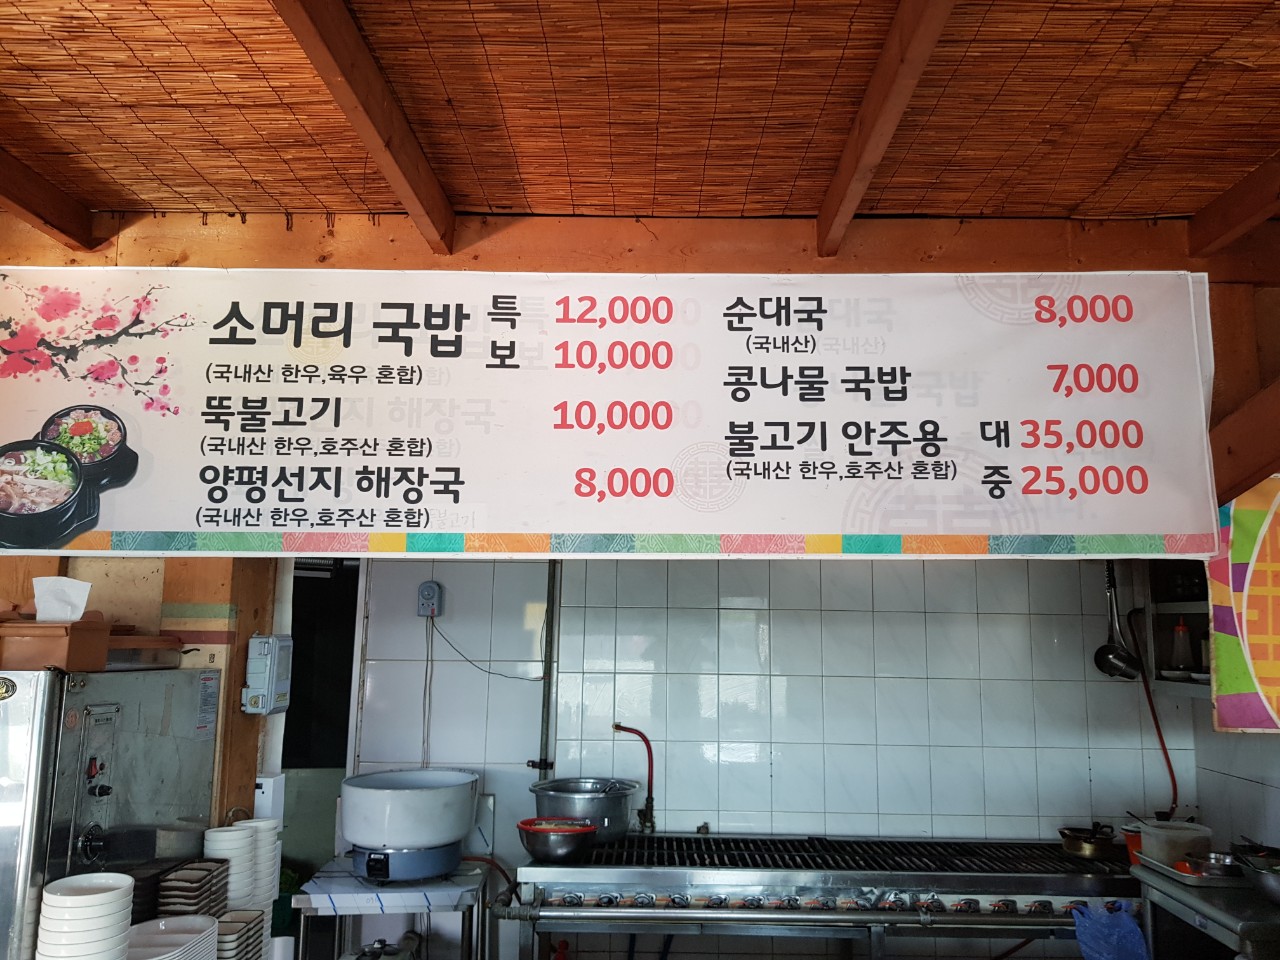 소머리 국밥 특 12,000
보 10,000
(국내산 한우,육우 혼합)
뚝불고기 10,000
(국내산 한우,호주산 혼합)
양평선지 해장국 8,000
(국내산 한우,호주산 혼합)
순대국 8,000
(국내산)
콩나물 국밥 7,000
불고기 안주용 대 35,000
(국내산 한우,호주산 혼합) 중 25,000